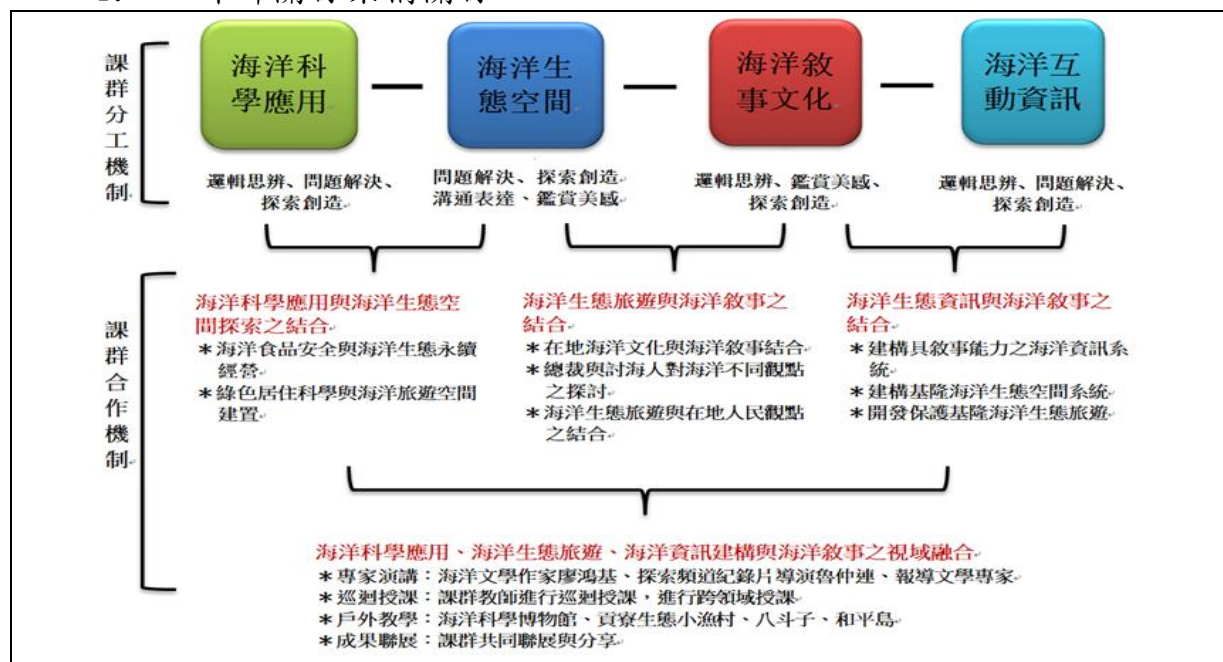 課群分工機制
海洋科
學應用
海洋生
態空間
海洋敘
事文化
海洋互
動資訊
邏輯思辨、問題解決、
探索創造
問題解決、探索創造
溝通表達、鑑賞美感
邏輯思辨、鑑賞美感、
探索創造
邏輯思辨、問題解決、
探索創造
課群合作機制
海洋科學應用與海洋生態空
間探索之結合
＊海洋食品安全與海洋生態永續
經營
＊綠色居住科學與海洋旅遊空間
建置
海洋生態旅遊與海洋敘事之
結合
＊在地海洋文化與海洋敘事結合
＊總裁與討海人對海洋不同觀點
之探討
＊海洋生態旅遊與在地人民觀點
之結合
海洋生態資訊與海洋敘事之
結合
＊建構具敘事能力之海洋資訊系
統
＊建構基隆海洋生態空間系統
＊開發保護基隆海洋生態旅遊
海洋科學應用、海洋生態旅遊、海洋資訊建構與海洋敘事之視域融合
＊專家演講：海洋文學作家廖鴻基、探索頻道紀錄片導演魯仲連、報導文學專家
＊巡迴授課：課群教師進行巡迴授課，進行跨領域授課
＊戶外教學：海洋科學博物館、貢寮生態小漁村、八斗子、和平島
＊成果聯展：課群共同聯展與分享